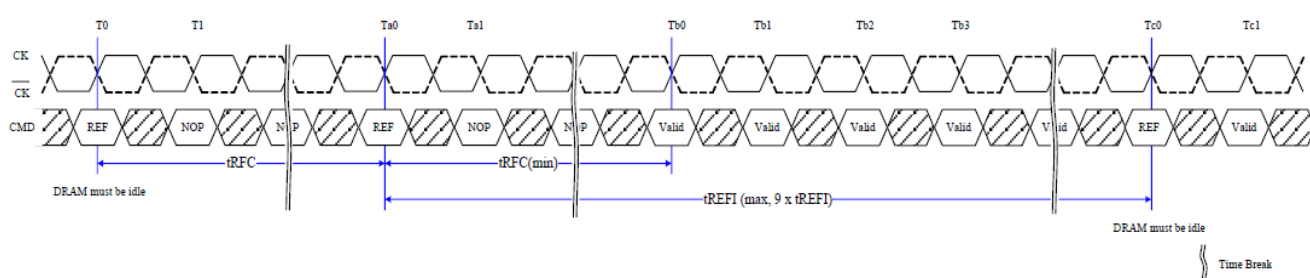 T0 T1 Ta0 Ta1 Tb0 Tb1 Tb2 Tb3 Tc0 Tc1
CK
CK
CMD REF NOP NOP REF NOP NOP Valid Valid Valid Valid Valid REF Valid
tRFC tRFC(min)
DRAM must be idle
tREFI (max, 9 x tREFI)
DRAM must be idle
Time Break